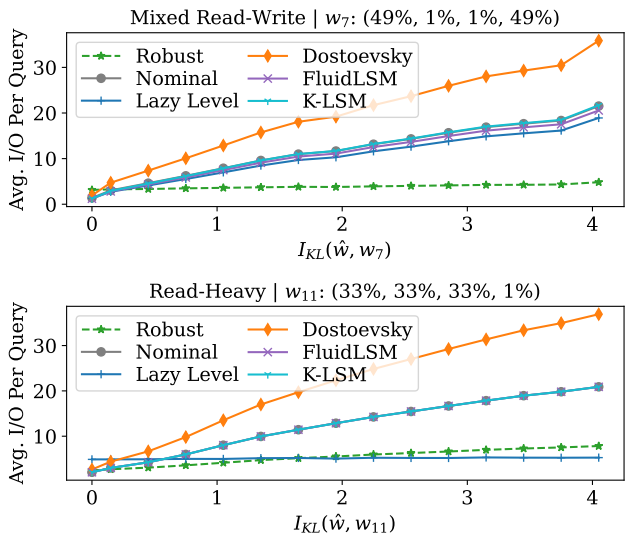 Mixed Read-Write | w₇: (49%, 1%, 1%, 49%)
Avg. I/O Per Query
30
20
10
0
Robust
Nominal
Lazy Level
Dostoevsky
FluidLSM
K-LSM
0 1 2 3 4
I_KL(ŵ, w₇)
Read-Heavy | w₁₁: (33%, 33%, 33%, 1%)
Avg. I/O Per Query
30
20
10
Robust
Nominal
Lazy Level
Dostoevsky
FluidLSM
K-LSM
0 1 2 3 4
I_KL(ŵ, w₁₁)